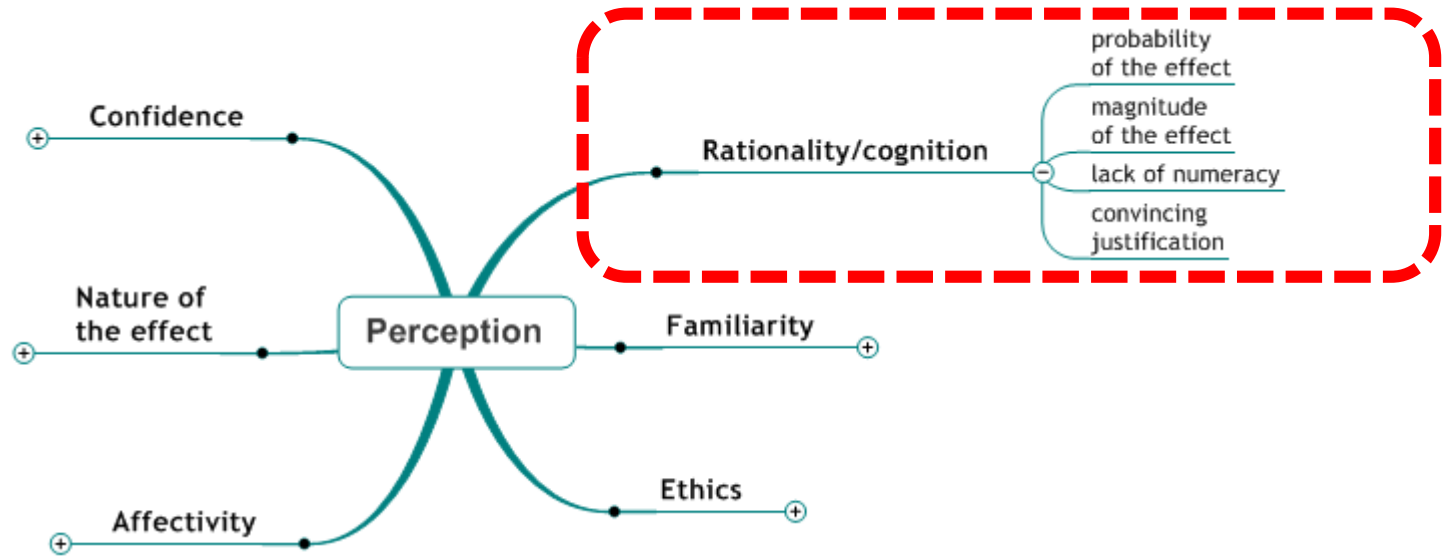 probability
of the effect
magnitude
of the effect
lack of numeracy
convincing
justification
Rationality/cognition
Confidence
Nature of
the effect
Perception
Familiarity
Ethics
Affectivity